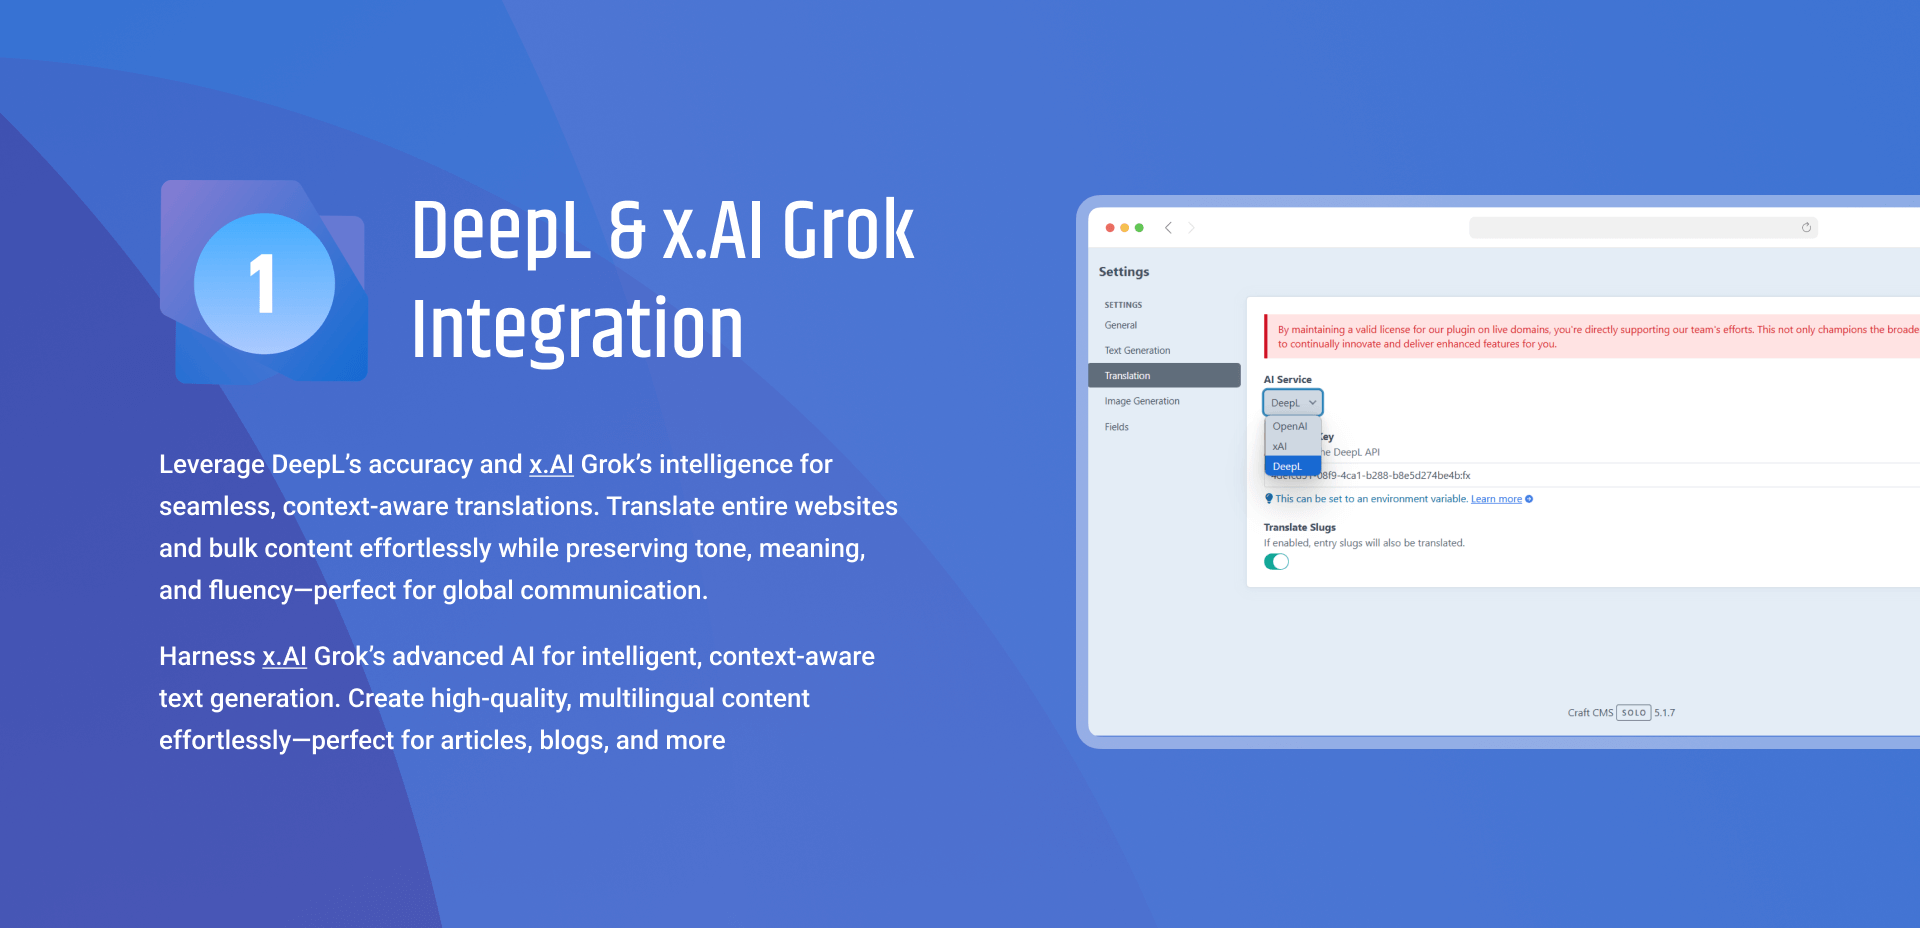 1
DeepL & x.AI Grok
Integration
Leverage DeepL’s accuracy and x.AI Grok’s intelligence for
seamless, context-aware translations. Translate entire websites
and bulk content effortlessly while preserving tone, meaning,
and fluency—perfect for global communication.
Harness x.AI Grok’s advanced AI for intelligent, context-aware
text generation. Create high-quality, multilingual content
effortlessly—perfect for articles, blogs, and more
Settings
SETTINGS
General
Text Generation
Translation
Image Generation
Fields
By maintaining a valid license for our plugin on live domains, you're directly supporting our team's efforts. This not only champions the broade
to continually innovate and deliver enhanced features for you.
AI Service
DeepL
OpenAI
xAI
DeepL
Key
he DeepL API
08f9-4ca1-b288-b8e5d274be4b:fx
This can be set to an environment variable. Learn more
Translate Slugs
If enabled, entry slugs will also be translated.
Craft CMS SOLO 5.1.7